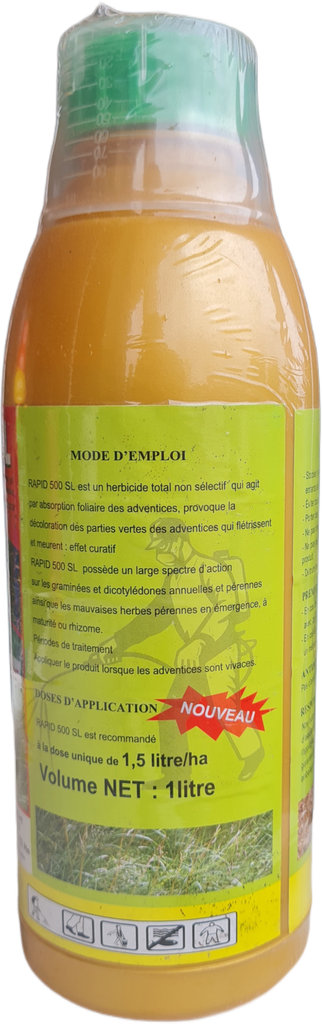 MODE D'EMPLOI
RAPID 500 SL est un herbicide total non sélectif qui agit
par absorption foliaire des adventices, provoque la
décoloration des parties vertes des adventices qui flétrissent
et meurent : effet curatif
RAPID 500 SL possède un large spectre d'action
sur les graminées et dicotylédones annuelles et pérennes
ainsi que les mauvaises herbes pérennes en émergence, à
maturité ou rhizome.
Périodes de traitement
Appliquer le produit lorsque les adventices sont vivaces.
DOSES D'APPLICATION
NOUVEAU
RAPID 500 SL est recommandé
à la dose unique de 1,5 litre/ha
Volume NET : 1litre